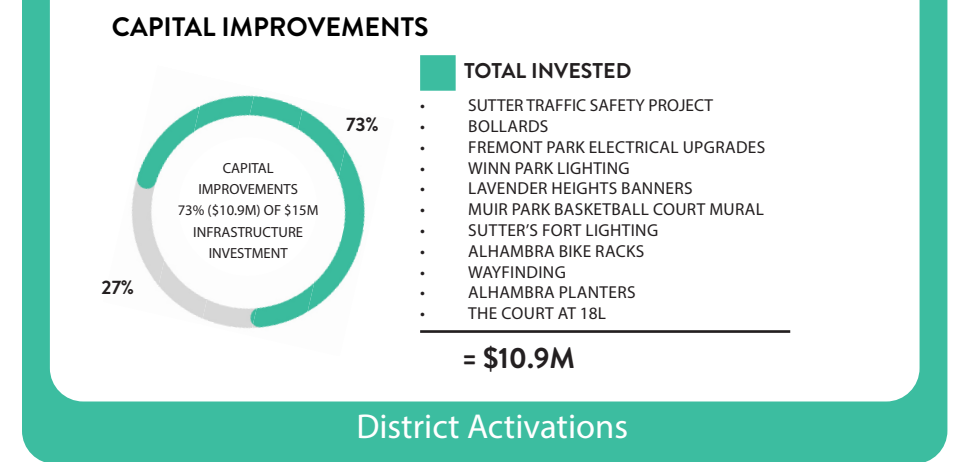 CAPITAL IMPROVEMENTS
73%
CAPITAL
IMPROVEMENTS
73% ($10.9M) OF $15M
INFRASTRUCTURE
INVESTMENT
27%
TOTAL INVESTED
• SUTTER TRAFFIC SAFETY PROJECT
• BOLLARDS
• FREMONT PARK ELECTRICAL UPGRADES
• WINN PARK LIGHTING
• LAVENDER HEIGHTS BANNERS
• MUIR PARK BASKETBALL COURT MURAL
• SUTTER'S FORT LIGHTING
• ALHAMBRA BIKE RACKS
• WAYFINDING
• ALHAMBRA PLANTERS
• THE COURT AT 18L
= $10.9M
District Activations